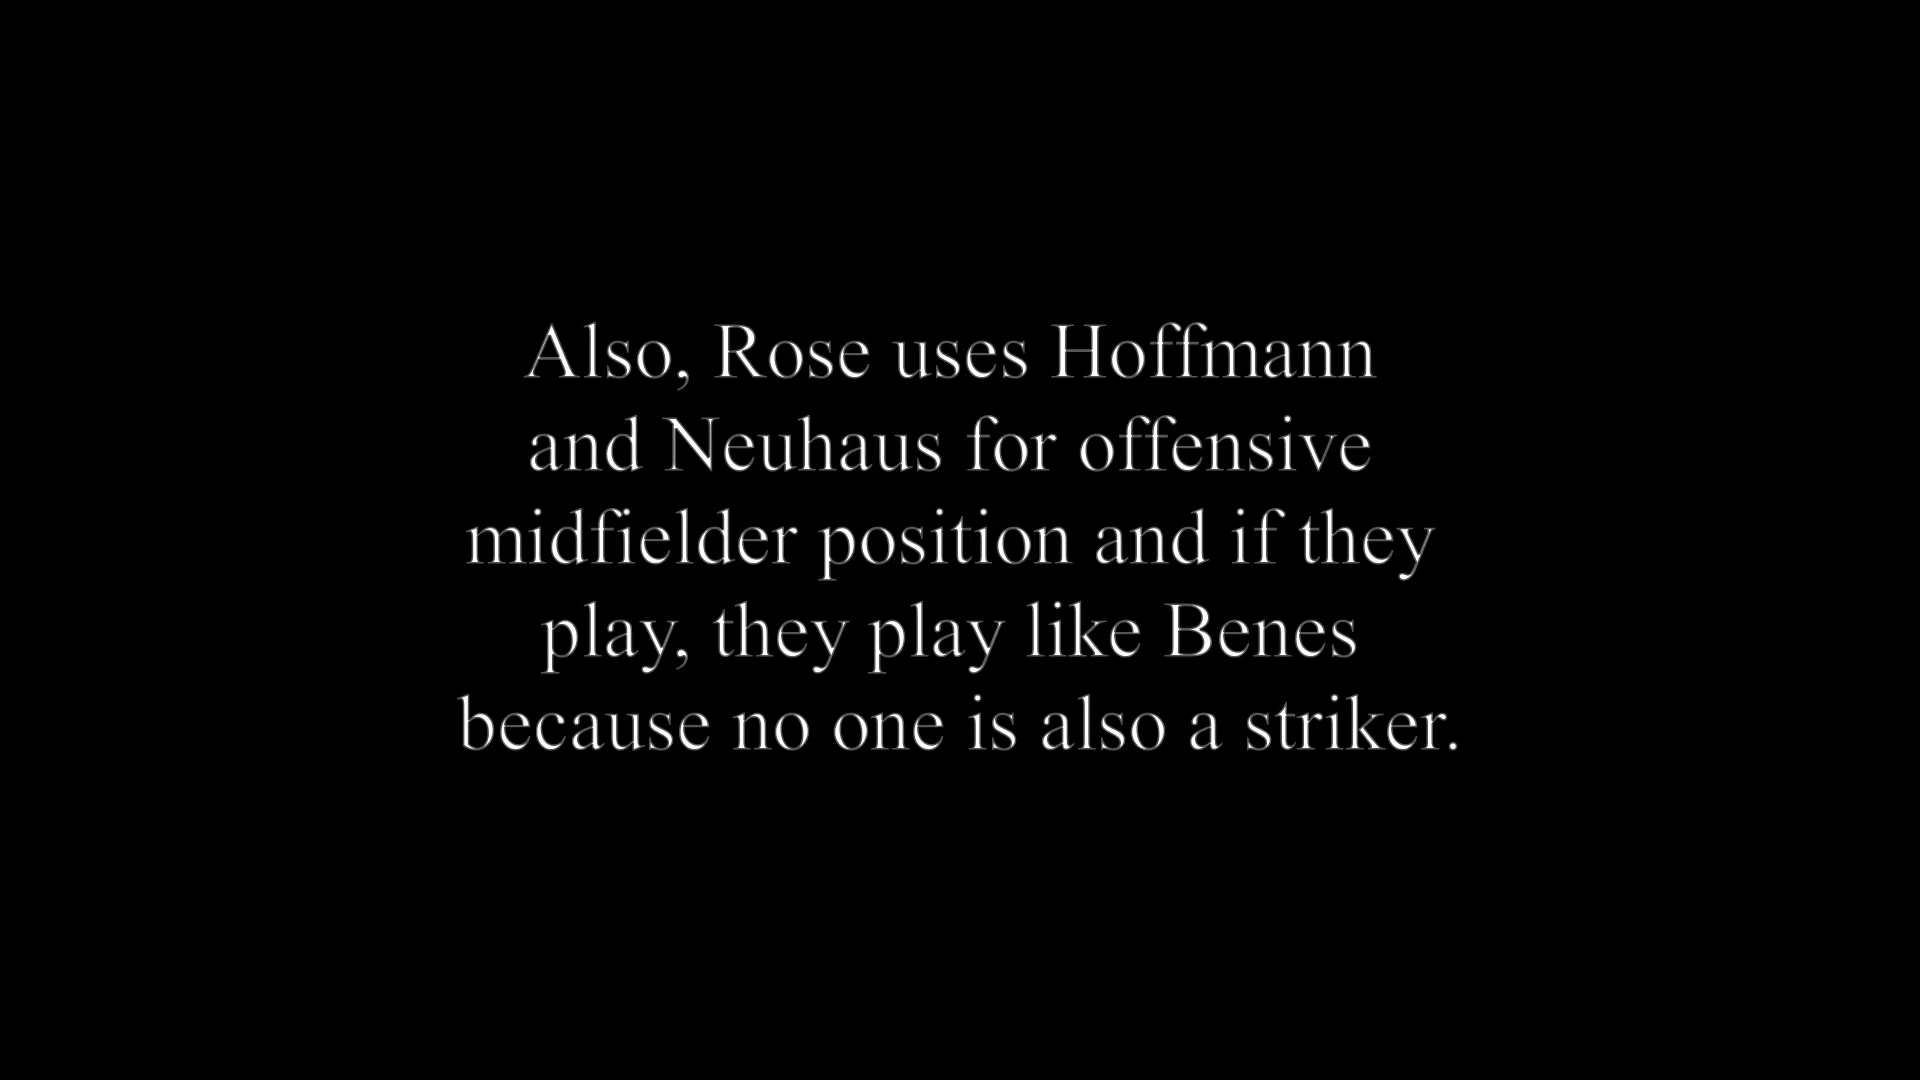 Also, Rose uses Hoffmann
and Neuhaus for offensive
midfielder position and if they
play, they play like Benes
because no one is also a striker.